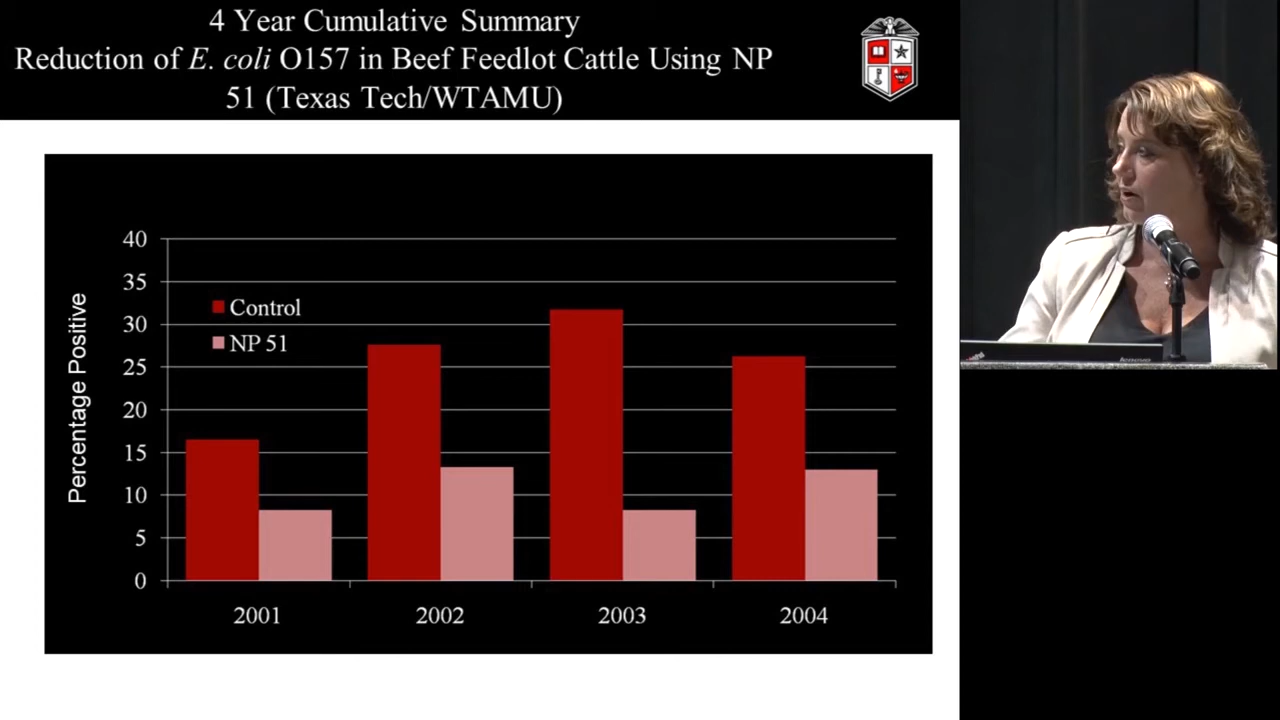 4 Year Cumulative Summary
Reduction of E. coli O157 in Beef Feedlot Cattle Using NP
51 (Texas Tech/WTAMU)
Percentage Positive
40
35
30
25
20
15
10
5
0
Control
NP 51
2001
2002
2003
2004